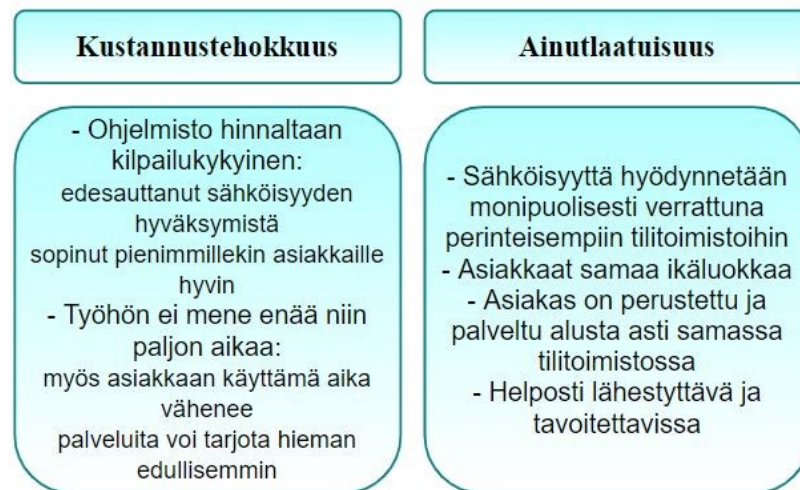 Kustannustehokkuus
- Ohjelmisto hinnaltaan
kilpailukykyinen:
edesauttanut sähköisyyden
hyväksymistä
sopinut pienimmillekin asiakkaille
hyvin
- Työhön ei mene enää niin
paljon aikaa:
myös asiakkaan käyttämä aika
vähenee
palveluita voi tarjota hieman
edullisemmin
Ainutlaatuisuus
- Sähköisyyttä hyödynnetään
monipuolisesti verrattuna
perinteisempiin tilitoimistoihin
- Asiakkaat samaa ikäluokkaa
- Asiakas on perustettu ja
palveltu alusta asti samassa
tilitoimistossa
- Helposti lähestyttävä ja
tavoitettavissa